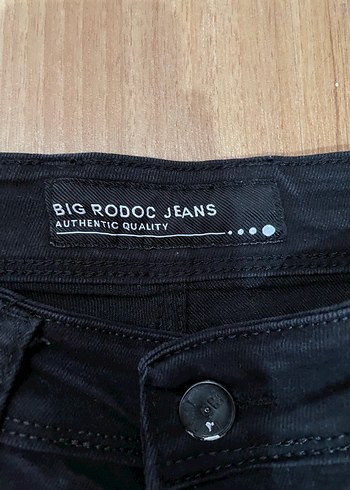 BIG RODOC JEANS
AUTHENTIC QUALITY